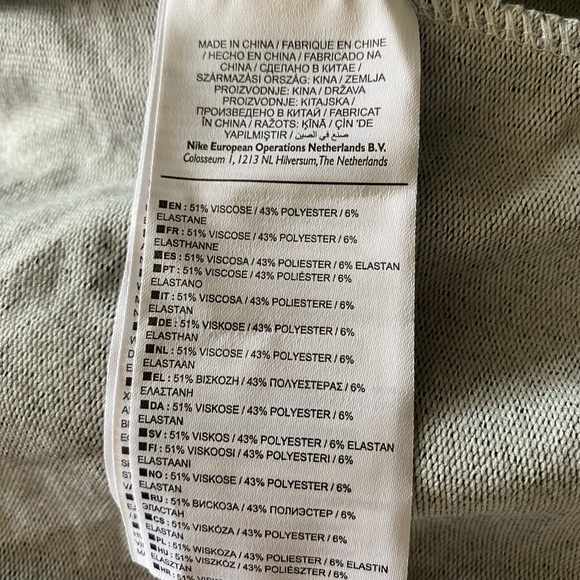 MADE IN CHINA / FABRIQUE EN CHINE
/ HECHO EN CHINA / FABRICADO NA
CHINA / СДЕЛАНО В КИТАЕ /
SZÁRMAZÁSI ORSZÁG: KÍNA / ZEMLJA
PROIZVODNJE: KINA / DRŽAVA
PROIZVODNJE: KITAJSKA /
ПРОИЗВЕДЕНО В КИТАЙ / FABRICAT
ÎN CHINA / RAŽOTS: ĶĪNĀ / ÇİN 'DE
YAPILMIŞTIR / صنع في الصين
Nike European Operations Netherlands B.V.
Colosseum 1, 1213 NL Hilversum, The Netherlands
EN : 51% VISCOSE / 43% POLYESTER / 6%
ELASTANE
FR : 51% VISCOSE / 43% POLYESTER / 6%
ELASTHANNE
ES : 51% VISCOSA / 43% POLIESTER / 6% ELASTAN
PT : 51% VISCOSE / 43% POLIÉSTER / 6%
ELASTANO
IT : 51% VISCOSA / 43% POLIESTERE / 6%
ELASTAN
DE : 51% VISKOSE / 43% POLYESTER / 6%
ELASTHAN
NL : 51% VISCOSE / 43% POLYESTER / 6%
ELASTAAN
EL : 51% ΒΙΣΚΟΖΗ / 43% ΠΟΛΥΕΣΤΕΡΑΣ / 6%
ΕΛΑΣΤΑΝΗ
DA : 51% VISKOSE / 43% POLYESTER / 6%
ELASTAN
SV : 51% VISKOS / 43% POLYESTER / 6% ELASTAN
FI : 51% VISKOOSI / 43% POLYESTERI / 6%
ELASTAANI
NO : 51% VISKOSE / 43% POLYESTER / 6%
ELASTAN
RU : 51% ВИСКОЗА / 43% ПОЛИЭСТЕР / 6%
ЭЛАСТАН
CS : 51% VISKÓZA / 43% POLYESTER / 6%
ELASTAN
PL : 51% WISKOZA / 43% POLYESTER / 6% ELASTIN
HU : 51% VISZKÓZ / 43% POLIÉSZTER / 6%
ELASZTÁN